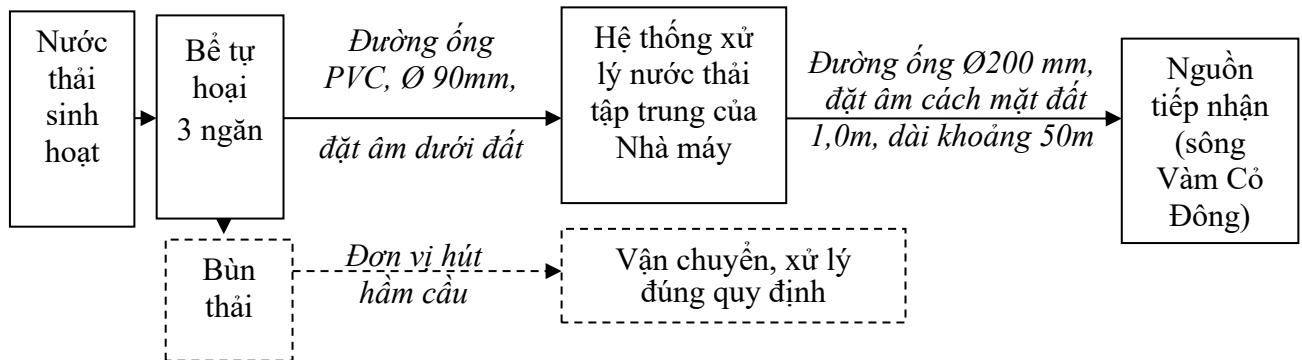 Nước
thải
sinh
hoạt
Bể tự
hoại
3 ngăn
Đường ống
PVC, Ø 90mm,
đặt âm dưới đất
Hệ thống xử
lý nước thải
tập trung của
Nhà máy
Đường ống Ø200 mm,
đặt âm cách mặt đất
1,0m, dài khoảng 50m
Nguồn
tiếp nhận
(sông
Vàm Cỏ
Đông)
Bùn
thải
Đơn vị hút
hầm cầu
Vận chuyển, xử lý
đúng quy định